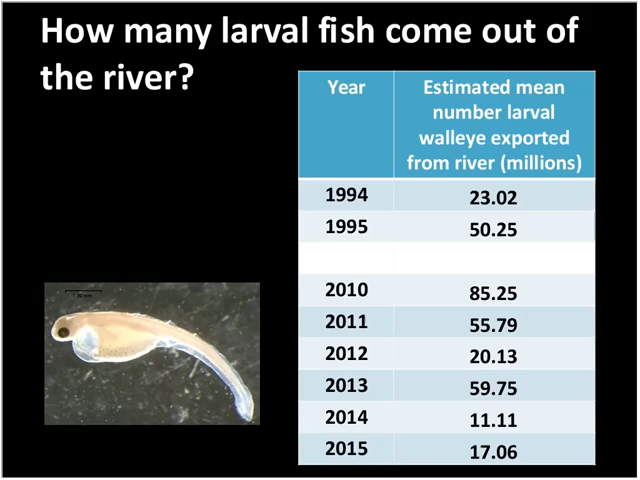 How many larval fish come out of
the river?
Year
Estimated mean
number larval
walleye exported
from river (millions)
1994 23.02
1995 50.25
2010 85.25
2011 55.79
2012 20.13
2013 59.75
2014 11.11
2015 17.06